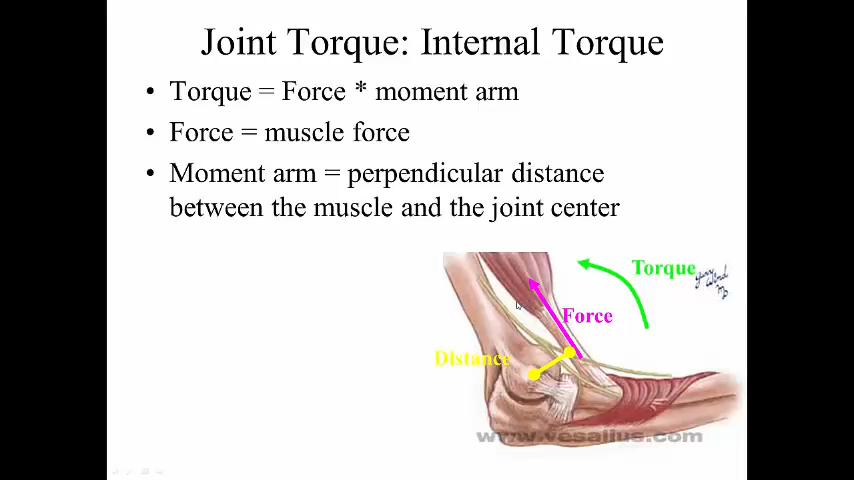 Joint Torque: Internal Torque
• Torque = Force * moment arm
• Force = muscle force
• Moment arm = perpendicular distance
between the muscle and the joint center
Torque
Force
Distance
www.vesalius.com